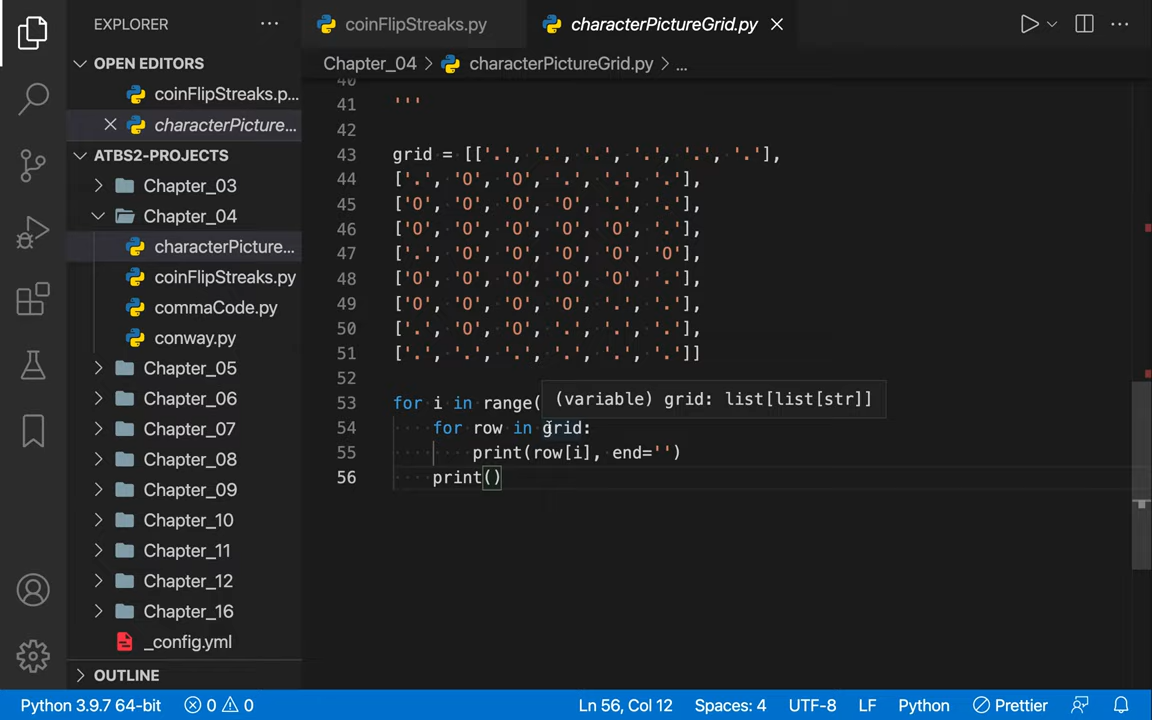 EXPLORER
OPEN EDITORS
coinFlipStreaks.p...
characterPicture...
ATBS2-PROJECTS
Chapter_03
Chapter_04
characterPicture...
coinFlipStreaks.py
commaCode.py
conway.py
Chapter_05
Chapter_06
Chapter_07
Chapter_08
Chapter_09
Chapter_10
Chapter_11
Chapter_12
Chapter_16
_config.yml
OUTLINE
coinFlipStreaks.py characterPictureGrid.py
Chapter_04 > characterPictureGrid.py > ...
40
41 '''
42
43 grid = [['.', '.', '.', '.', '.', '.'],
44 ['.', 'O', 'O', '.', '.', '.'],
45 ['O', 'O', 'O', 'O', '.', '.'],
46 ['O', 'O', 'O', 'O', 'O', '.'],
47 ['.', 'O', 'O', 'O', 'O', 'O'],
48 ['O', 'O', 'O', 'O', 'O', '.'],
49 ['O', 'O', 'O', 'O', '.', '.'],
50 ['.', 'O', 'O', '.', '.', '.'],
51 ['.', '.', '.', '.', '.', '.']]
52
53 for i in range(
(variable) grid: list[list[str]]
54 for row in grid:
55 print(row[i], end='')
56 print()
Python 3.9.7 64-bit 0 0 Ln 56, Col 12 Spaces: 4 UTF-8 LF Python Prettier